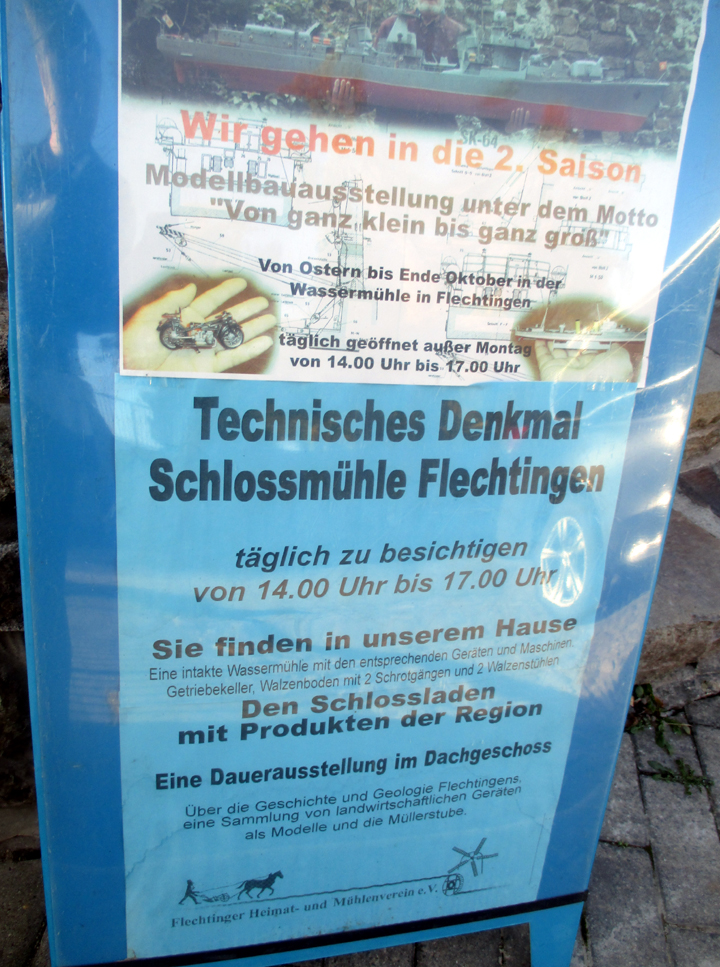 SK-64
Wir gehen in die 2. Saison
Modellbauausstellung unter dem Motto
"Von ganz klein bis ganz groß"
Von Ostern bis Ende Oktober in der
Wassermühle in Flechtingen
täglich geöffnet außer Montag
von 14.00 Uhr bis 17.00 Uhr
Technisches Denkmal
Schlossmühle Flechtingen
täglich zu besichtigen
von 14.00 Uhr bis 17.00 Uhr
Sie finden in unserem Hause
Eine intakte Wassermühle mit den entsprechenden Geräten und Maschinen.
Getriebekeller, Walzenboden mit 2 Schrotgängen und 2 Walzenstühlen
Den Schlossladen
mit Produkten der Region
Eine Dauerausstellung im Dachgeschoss
Über die Geschichte und Geologie Flechtingens,
eine Sammlung von landwirtschaftlichen Geräten
als Modelle und die Müllerstube.
Flechtinger Heimat- und Mühlenverein e.V.